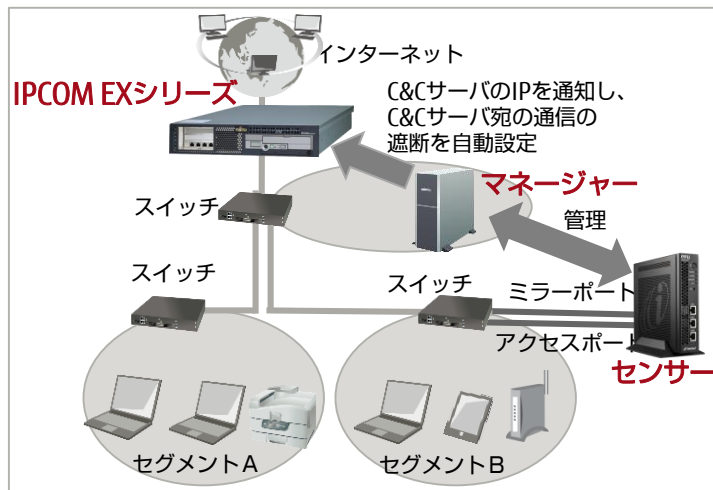 インターネット
IPCOM EXシリーズ
C&CサーバのIPを通知し、
C&Cサーバ宛の通信の
遮断を自動設定
マネージャー
スイッチ
管理
スイッチ
スイッチ
ミラーポート
アクセスポート
センサー
セグメントA
セグメントB